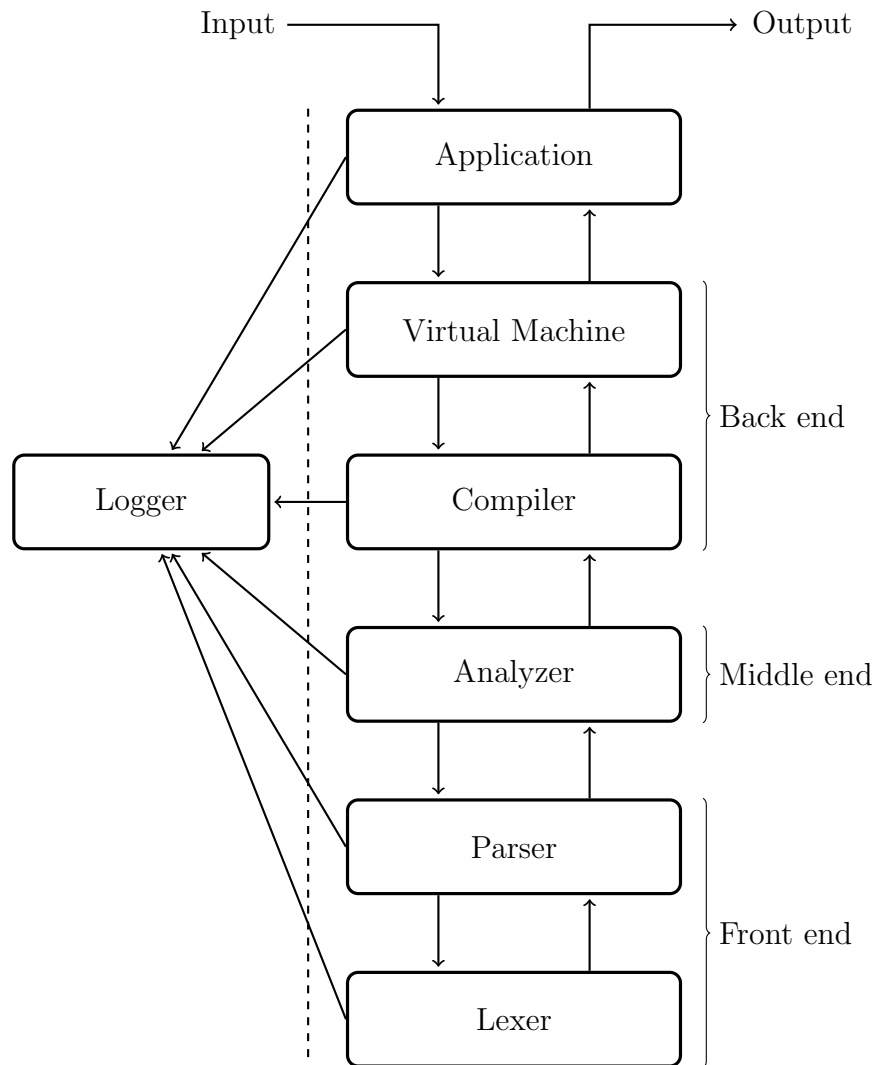 Input
Output
Application
Virtual Machine
Back end
Logger
Compiler
Analyzer
Middle end
Parser
Front end
Lexer